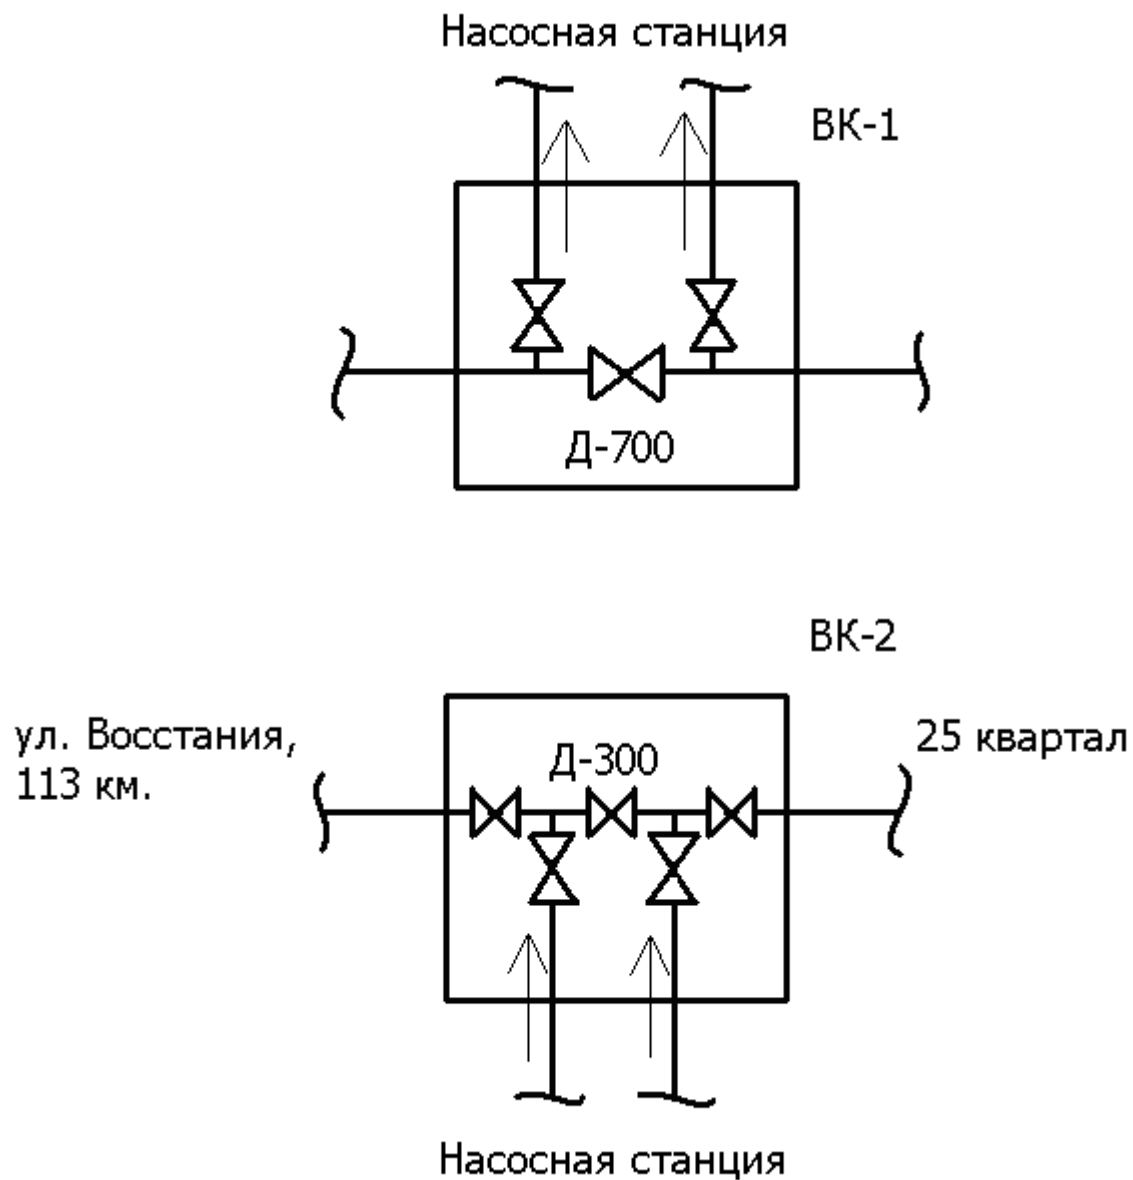 Насосная станция
ВК-1
Д-700
ВК-2
ул. Восстания,
113 км.
Д-300
25 квартал
Насосная станция